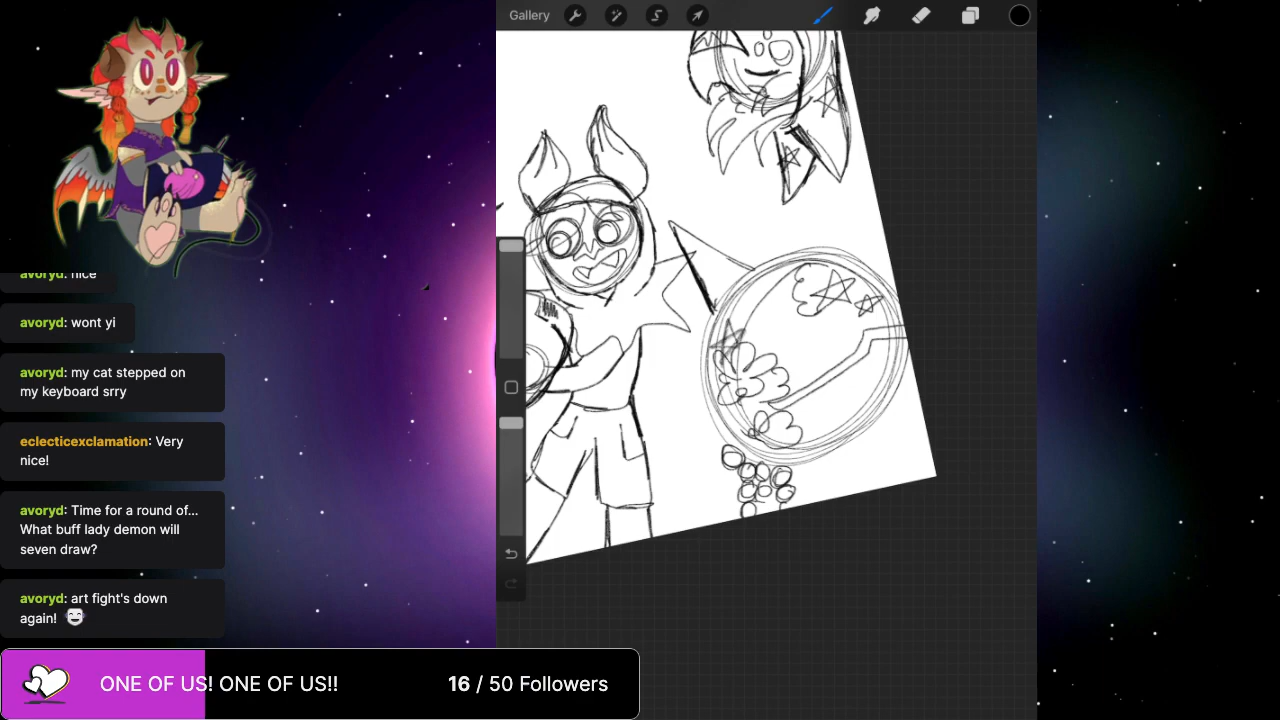 Gallery
avoryd: nice
avoryd: wont yi
avoryd: my cat stepped on
my keyboard srry
eclecticexclamation: Very
nice!
avoryd: Time for a round of...
What buff lady demon will
seven draw?
avoryd: art fight's down
again!
ONE OF US! ONE OF US!!
16 / 50 Followers